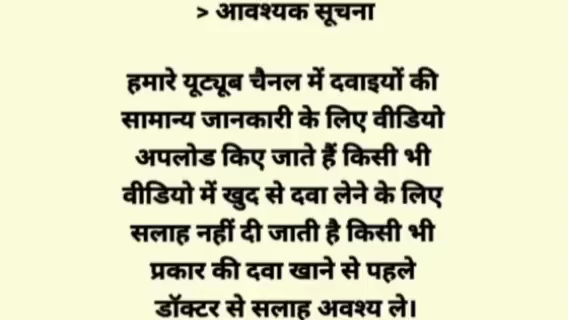 > आवश्यक सूचना
हमारे यूट्यूब चैनल में दवाइयों की
सामान्य जानकारी के लिए वीडियो
अपलोड किए जाते हैं किसी भी
वीडियो में खुद से दवा लेने के लिए
सलाह नहीं दी जाती है किसी भी
प्रकार की दवा खाने से पहले
डॉक्टर से सलाह अवश्य ले।